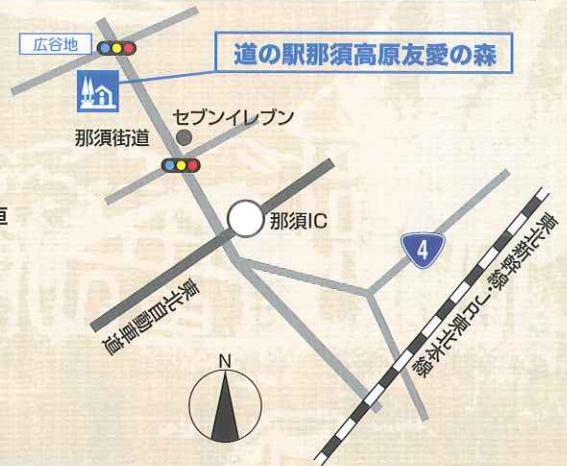 広谷地
道の駅那須高原友愛の森
セブンイレブン
那須街道
那須IC
4
東北自動車道
東北新幹線・JR東北本線
N